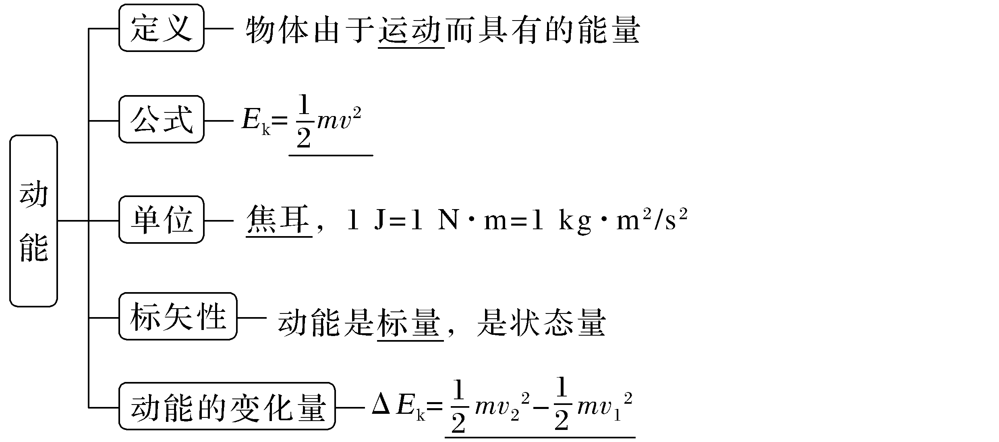 动能
定义 物体由于运动而具有的能量
公式 Eₖ=½mv²
单位 焦耳，1 J=1 N·m=1 kg·m²/s²
标矢性 动能是标量，是状态量
动能的变化量 ΔEₖ=½mv₂²-½mv₁²